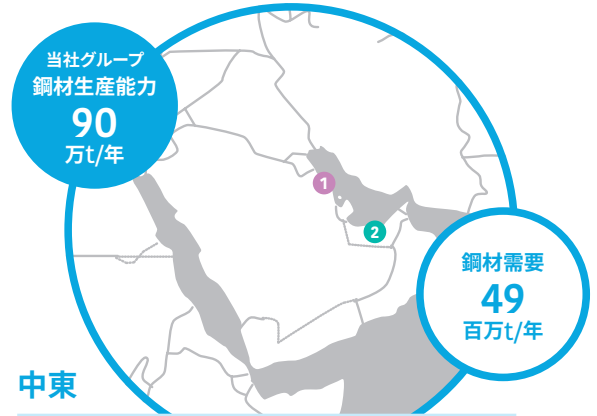 当社グループ
鋼材生産能力
90
万t/年
1
2
鋼材需要
49
百万t/年
中東